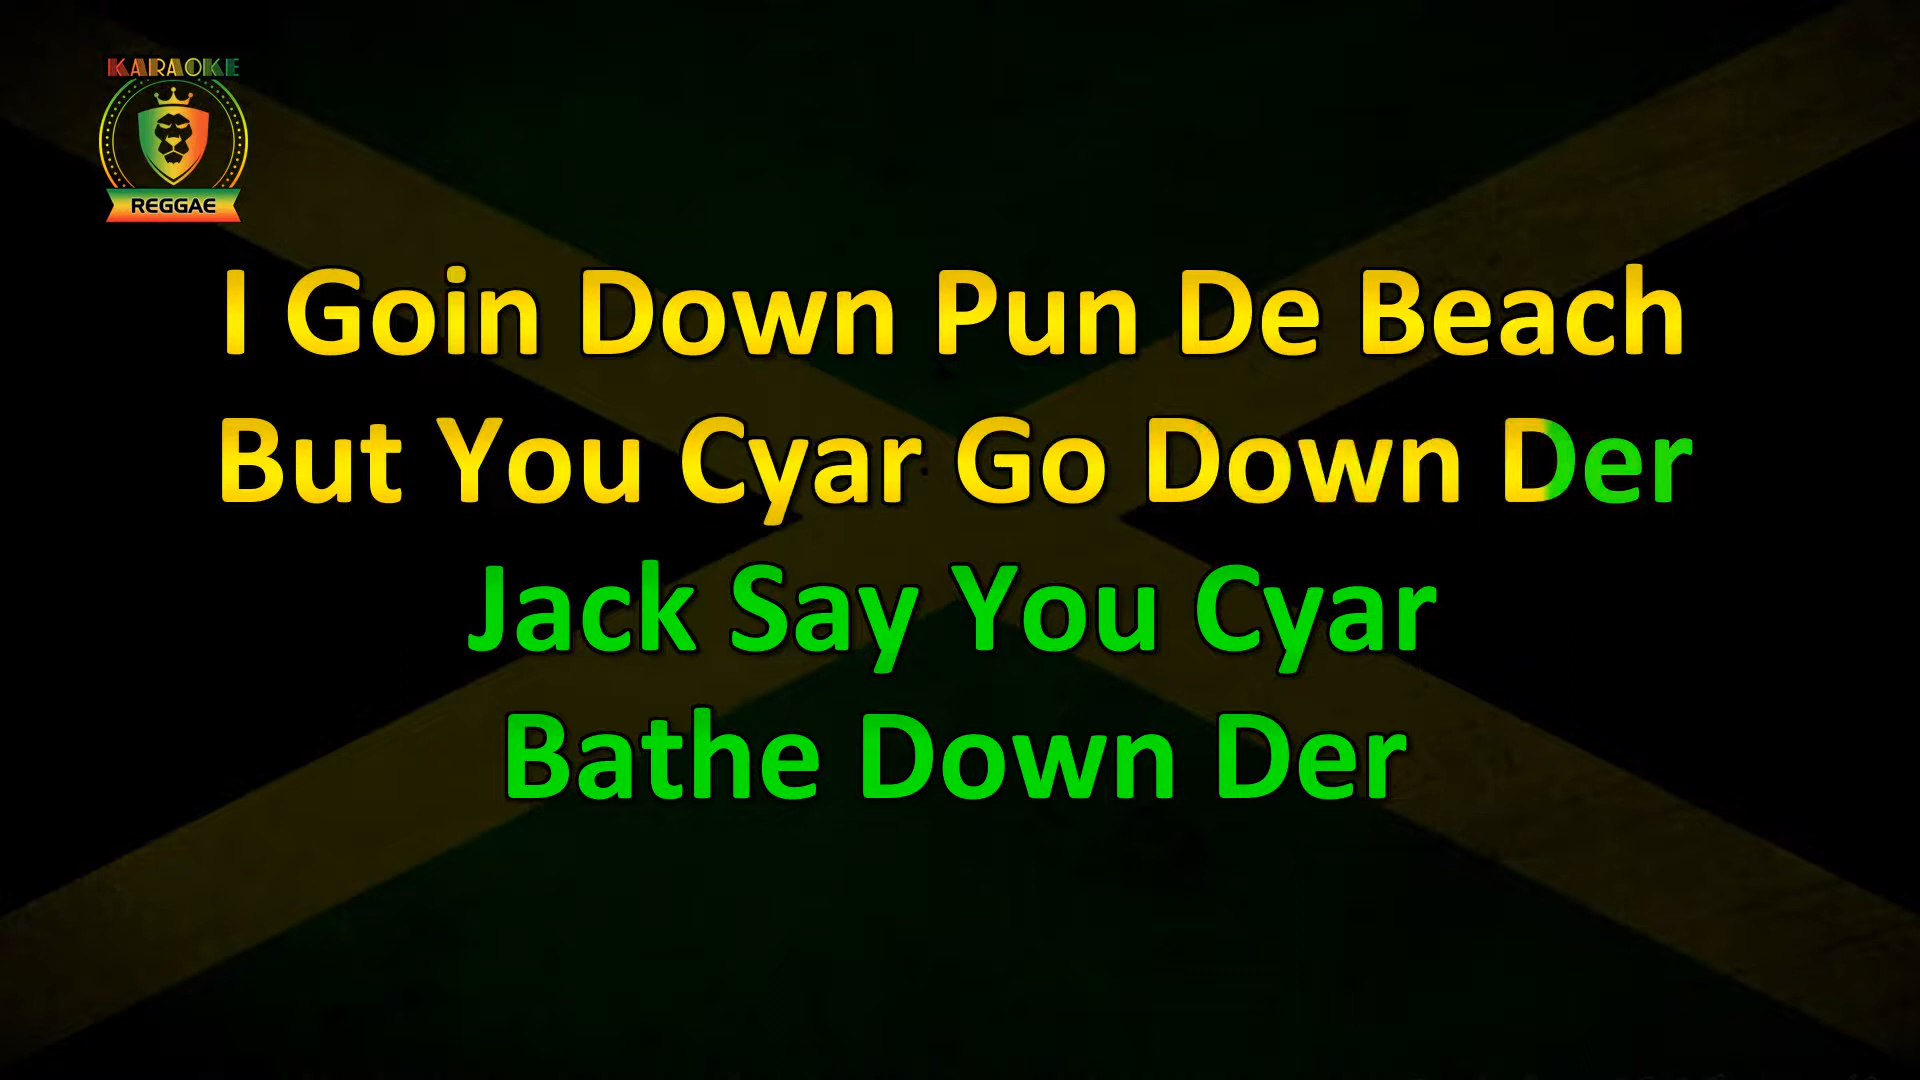 KARAOKE
REGGAE
I Goin Down Pun De Beach
But You Cyar Go Down Der
Jack Say You Cyar
Bathe Down Der